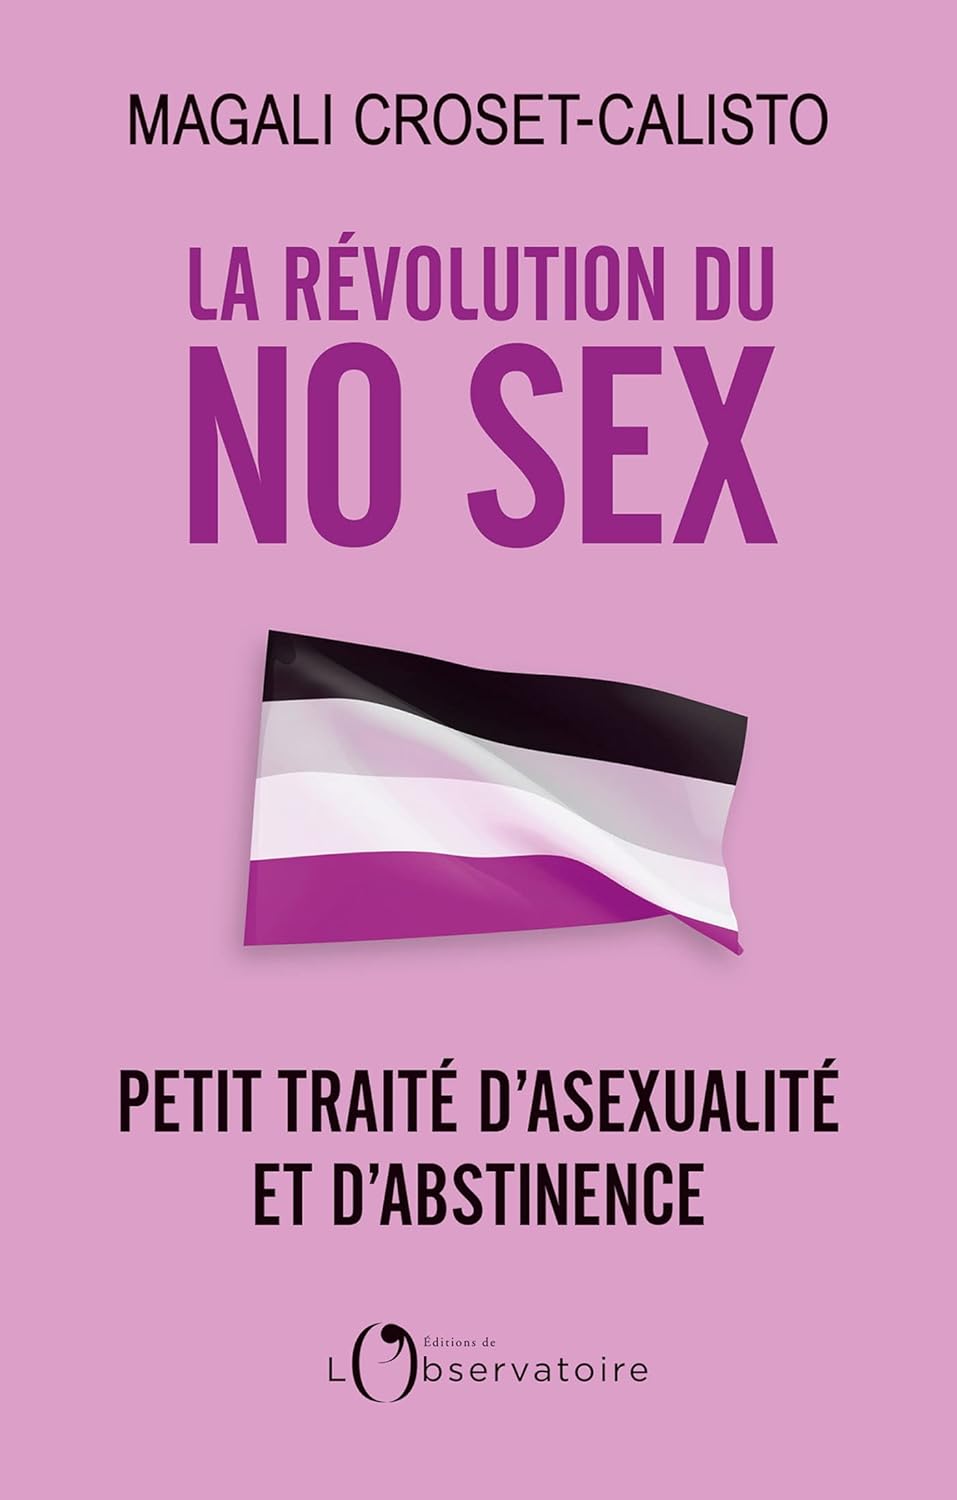 MAGALI CROSET-CALISTO
LA RÉVOLUTION DU
NO SEX
PETIT TRAITÉ D'ASEXUALITÉ
ET D'ABSTINENCE
Éditions de
L'Observatoire